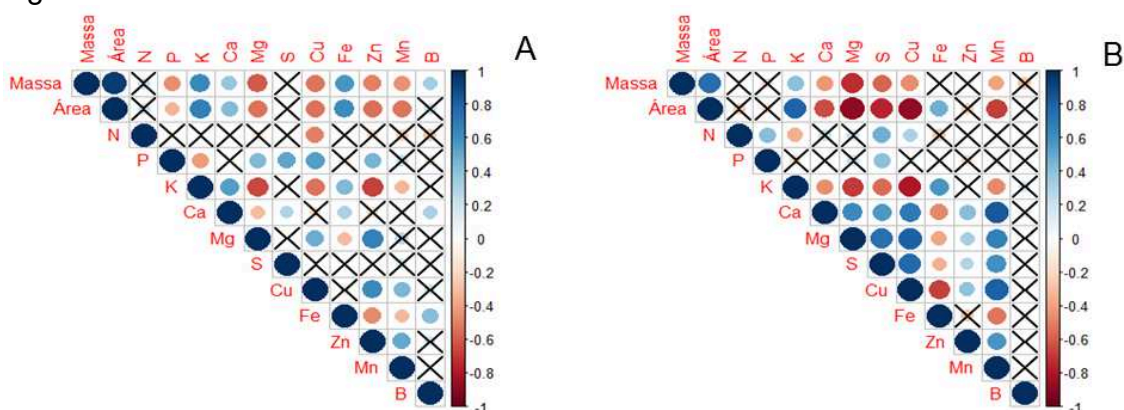 Massa Área N P K Ca Mg S Cu Fe Zn Mn B
A
Massa
Área
N
P
K
Ca
Mg
S
Cu
Fe
Zn
Mn
B
1
0.8
0.6
0.4
0.2
0
-0.2
-0.4
-0.6
-0.8
-1
Massa Área N P K Ca Mg S Cu Fe Zn Mn B
B
Massa
Área
N
P
K
Ca
Mg
S
Cu
Fe
Zn
Mn
B
1
0.8
0.6
0.4
0.2
0
-0.2
-0.4
-0.6
-0.8
-1